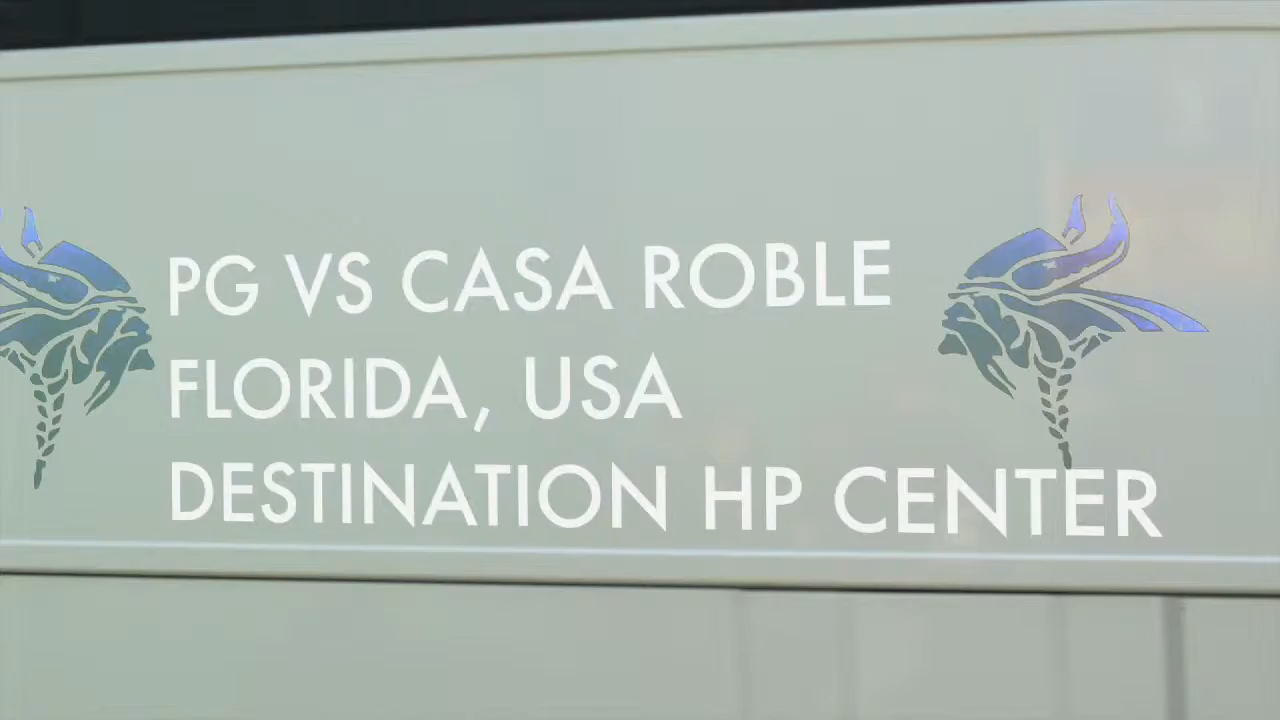 PG VS CASA ROBLE
FLORIDA, USA
DESTINATION HP CENTER